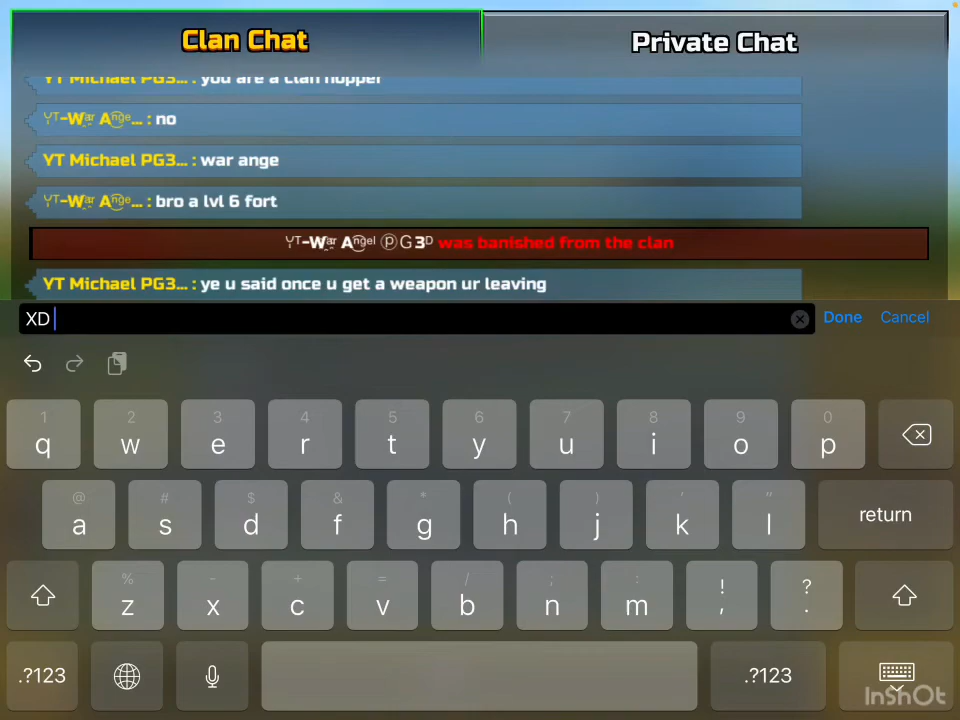 Clan Chat
Private Chat
YT Michael PG3... : you are a clan hopper
ᎩᎢ-W̤̮ar A͜͡nge... : no
YT Michael PG3... : war ange
ᎩᎢ-W̤̮ar A͜͡nge... : bro a lvl 6 fort
ᎩᎢ-W̤̮ar A͜͡ngel ⓟG3ᴰ was banished from the clan
YT Michael PG3... : ye u said once u get a weapon ur leaving
XD
Done
Cancel
1 2 3 4 5 6 7 8 9 0
q w e r t y u i o p
@ # $ & * ( ) ' "
a s d f g h j k l return
% - + = / ; : ! ?
z x c v b n m , .
.?123 .?123
InShOt